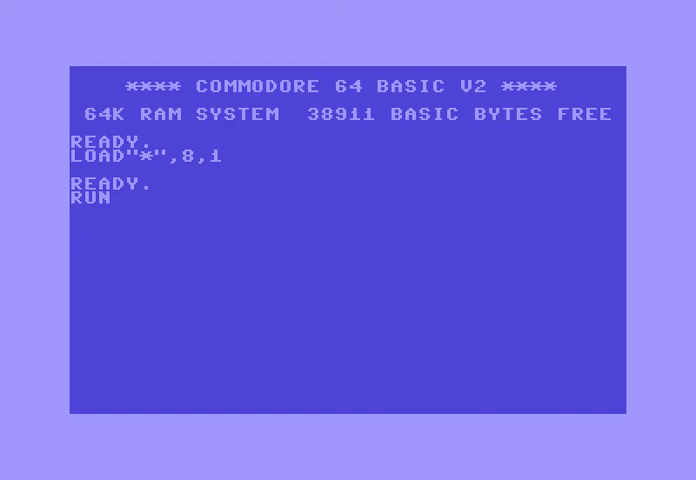 **** COMMODORE 64 BASIC V2 ****
64K RAM SYSTEM  38911 BASIC BYTES FREE
READY.
LOAD"*",8,1
READY.
RUN